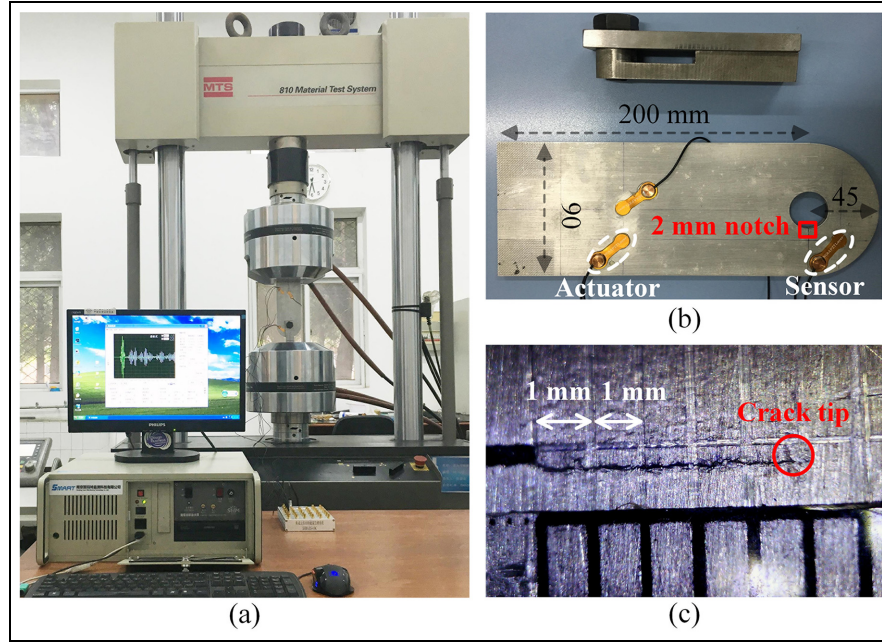 MTS
810 Material Test System
PHILIPS
SMART
(a)
200 mm
90
45
2 mm notch
Actuator
Sensor
(b)
1 mm
1 mm
Crack tip
(c)